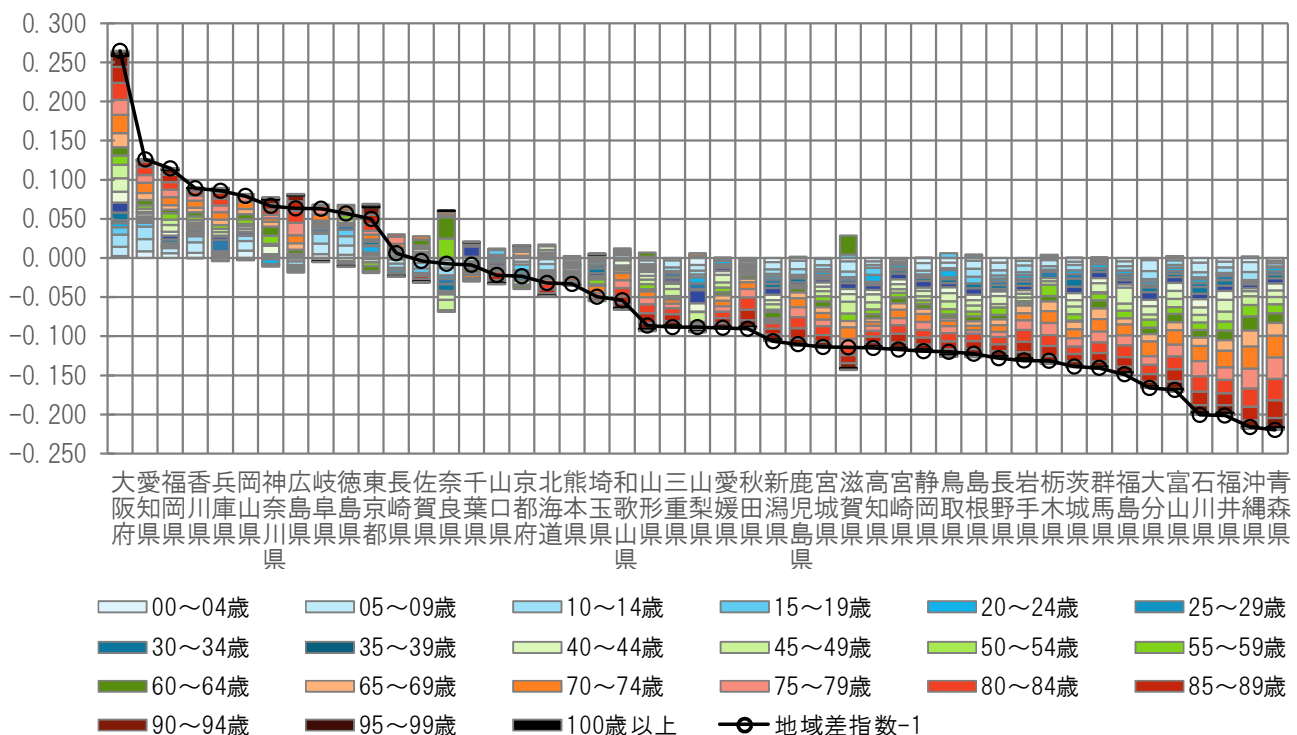 0.300
0.250
0.200
0.150
0.100
0.050
0.000
-0.050
-0.100
-0.150
-0.200
-0.250
大阪府
愛知県
福岡県
香川県
兵庫県
岡山県
神奈川県
広島県
岐阜県
徳島県
東京都
長崎県
佐賀県
奈良県
千葉県
山口県
京都府
北海道
熊本県
埼玉県
和歌山県
山形県
三重県
山梨県
愛媛県
秋田県
新潟県
鹿児島県
宮城県
滋賀県
高知県
宮崎県
静岡県
鳥取県
島根県
長野県
岩手県
栃木県
茨城県
群馬県
福島県
大分県
富山県
石川県
福井県
沖縄県
青森県
00～04歳 05～09歳 10～14歳 15～19歳 20～24歳 25～29歳
30～34歳 35～39歳 40～44歳 45～49歳 50～54歳 55～59歳
60～64歳 65～69歳 70～74歳 75～79歳 80～84歳 85～89歳
90～94歳 95～99歳 100歳以上 地域差指数-1